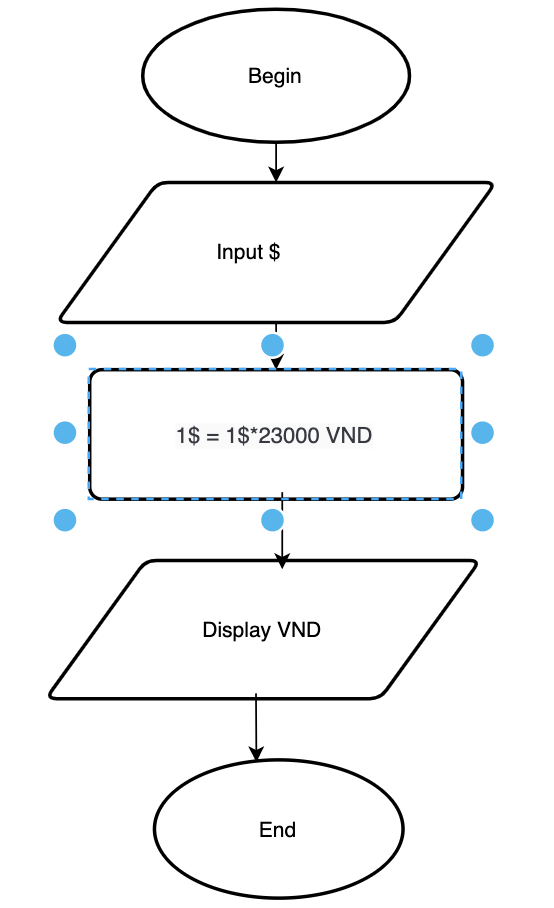 Begin
Input $
1$ = 1$*23000 VND
Display VND
End